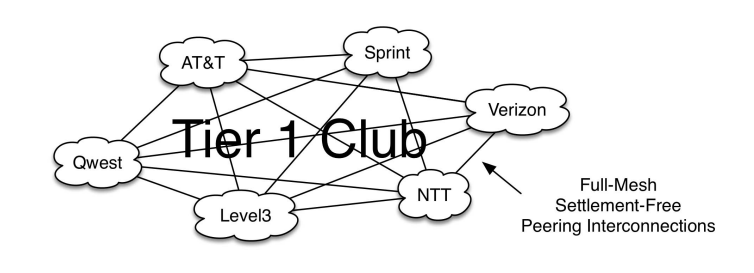 Sprint
AT&T
Verizon
Tier 1 Club
Qwest
NTT
Level3
Full-Mesh
Settlement-Free
Peering Interconnections